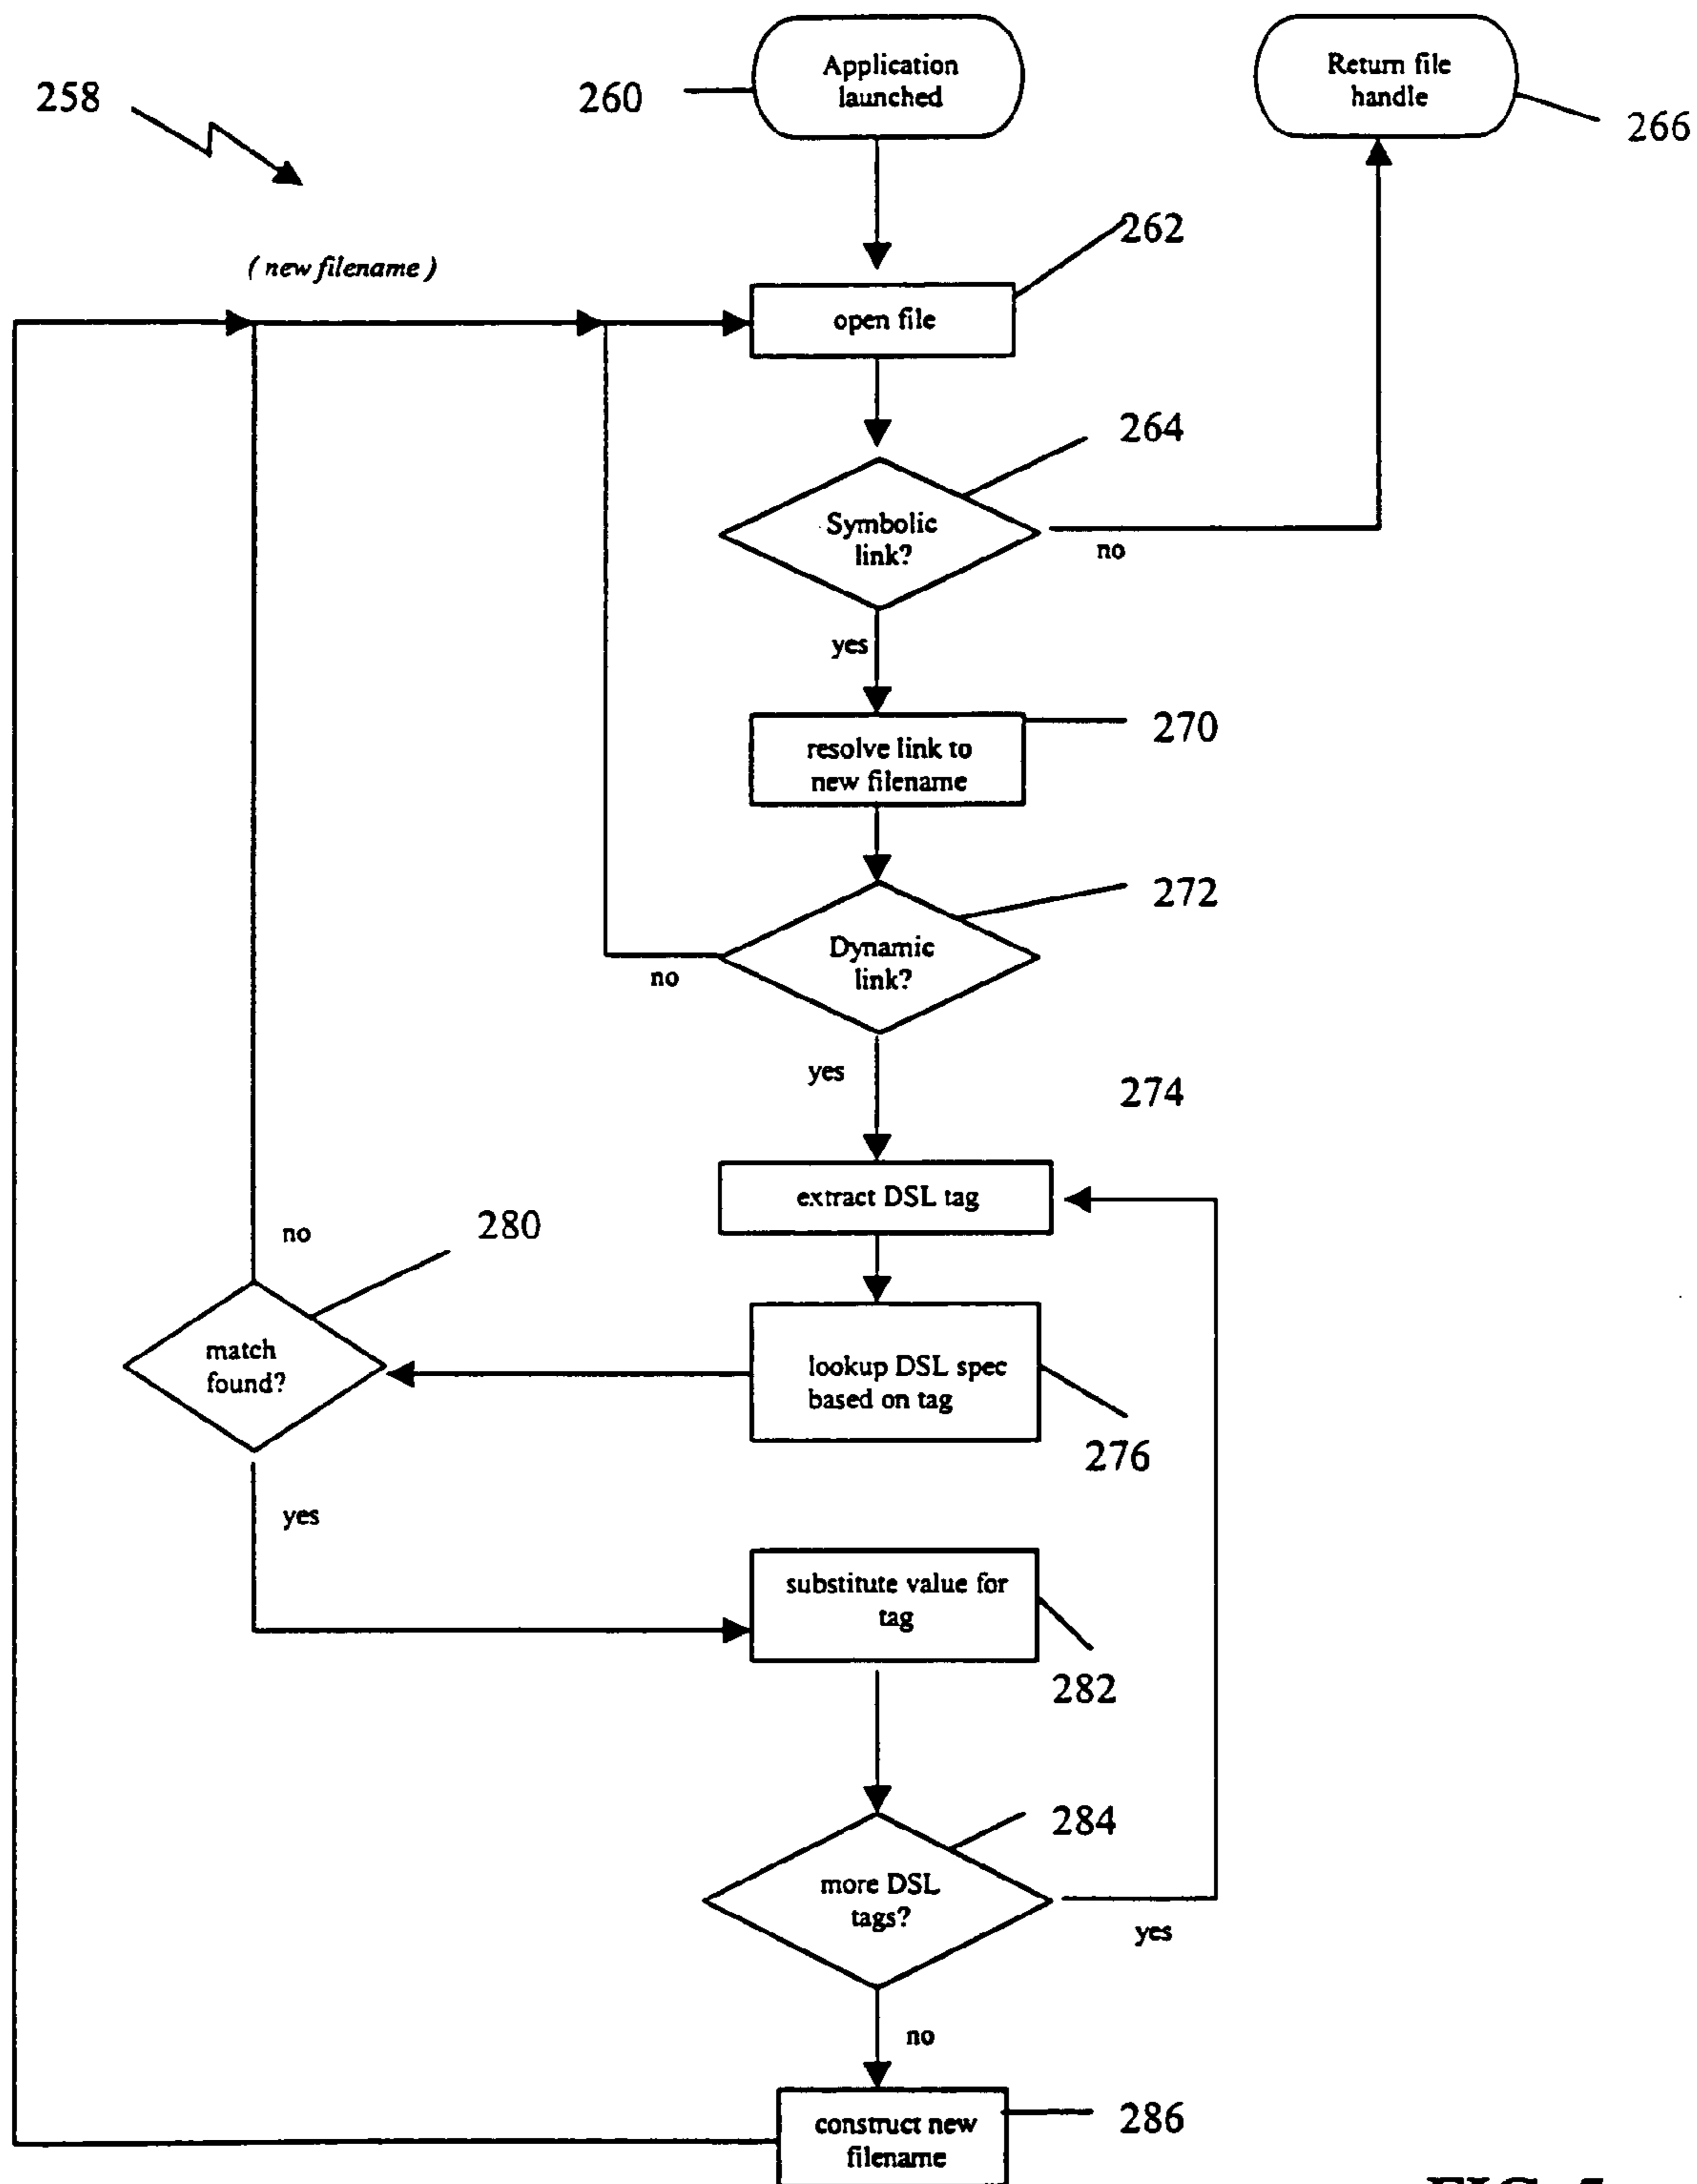 Application
launched
Return file
handle
258
260
266
262
( new filename )
open file
264
Symbolic
link?
no
yes
270
resolve link to
new filename
272
Dynamic
link?
no
yes
274
extract DSL tag
no
280
match
found?
lookup DSL spec
based on tag
276
yes
substitute value for
tag
282
284
more DSL
tags?
yes
no
construct new
filename
286